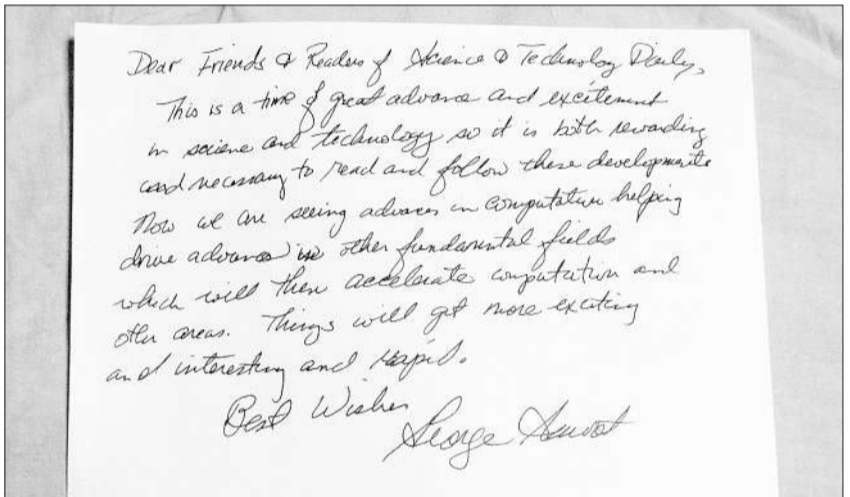 Dear Friends & Readers of Science & Technology Daily,
This is a time of great advance and excitement
in science and technology so it is both rewarding
and necessary to read and follow these developments
Now we are seeing advances in computation helping
drive advances in other fundamental fields
which will then accelerate computation and
other areas. Things will get more exciting
and interesting and rapid.
Best Wishes
George Smoot